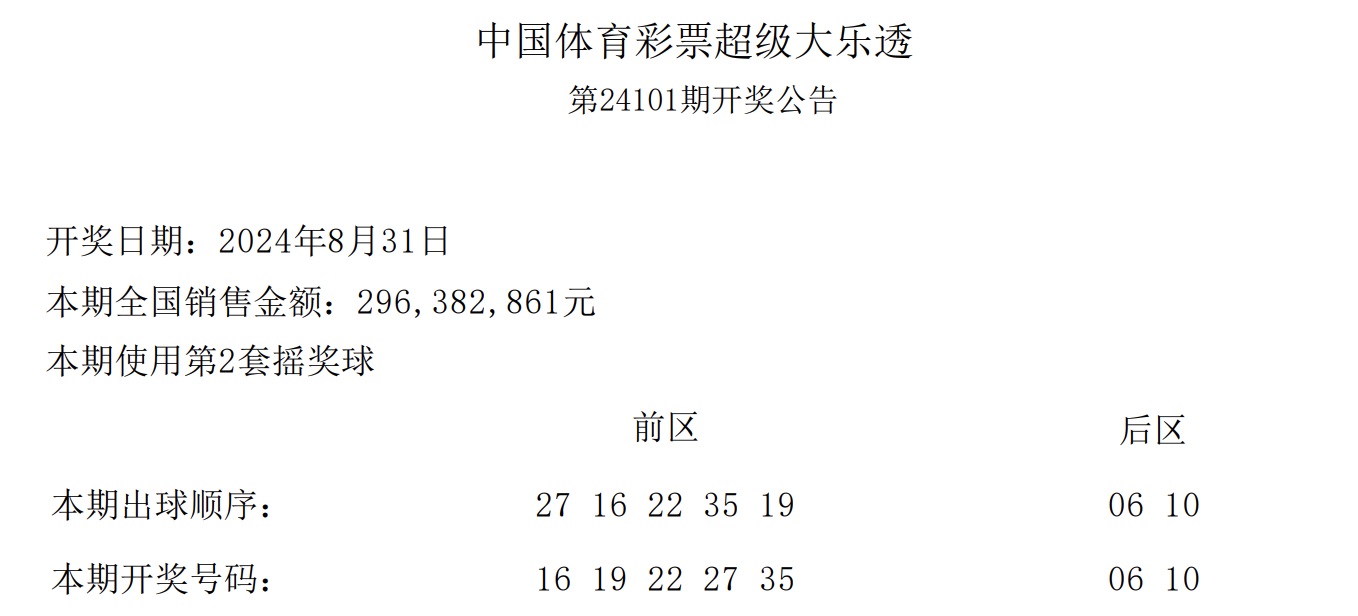 中国体育彩票超级大乐透
第24101期开奖公告
开奖日期：2024年8月31日
本期全国销售金额：296,382,861元
本期使用第2套摇奖球
前区 后区
本期出球顺序： 27 16 22 35 19 06 10
本期开奖号码： 16 19 22 27 35 06 10